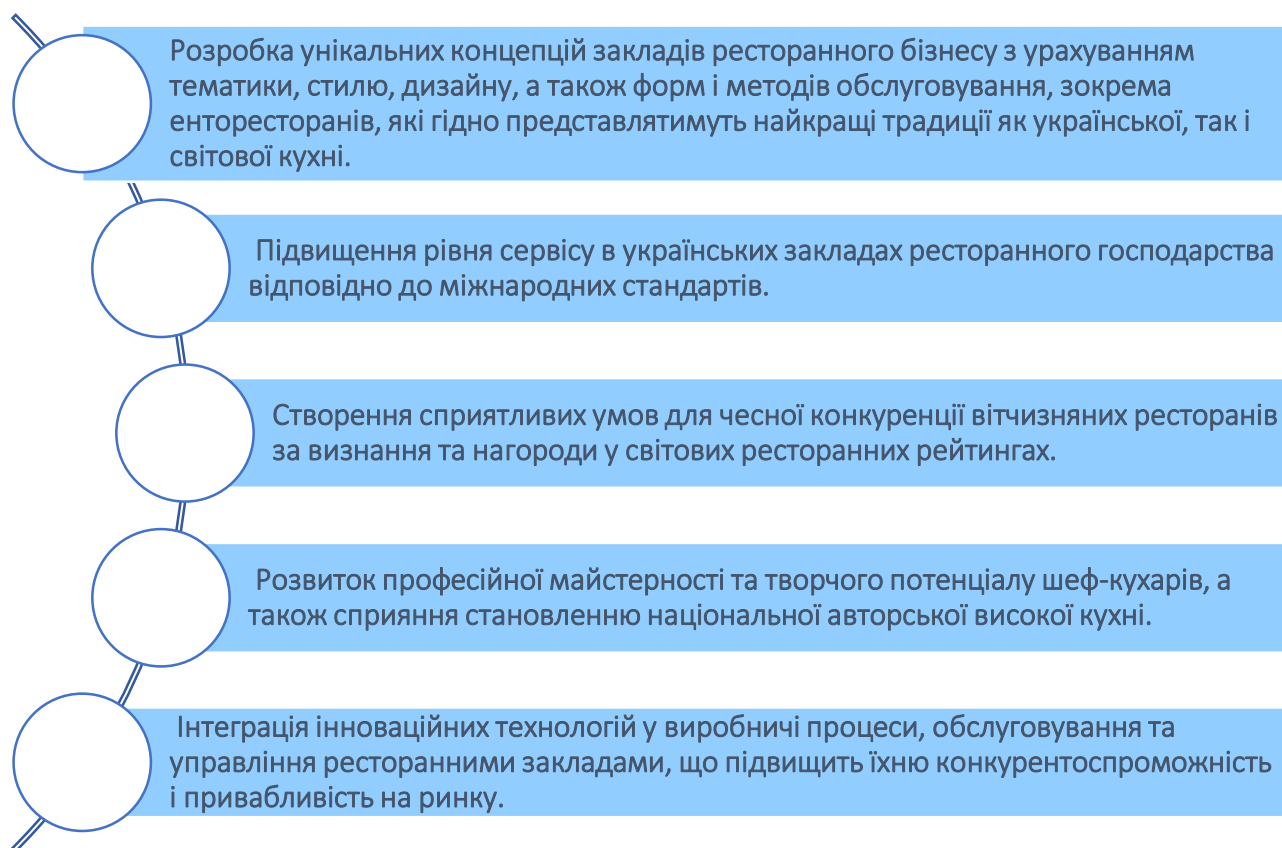 Розробка унікальних концепцій закладів ресторанного бізнесу з урахуванням
тематики, стилю, дизайну, а також форм і методів обслуговування, зокрема
енторесторанів, які гідно представлятимуть найкращі традиції як української, так і
світової кухні.
Підвищення рівня сервісу в українських закладах ресторанного господарства
відповідно до міжнародних стандартів.
Створення сприятливих умов для чесної конкуренції вітчизняних ресторанів
за визнання та нагороди у світових ресторанних рейтингах.
Розвиток професійної майстерності та творчого потенціалу шеф-кухарів, а
також сприяння становленню національної авторської високої кухні.
Інтеграція інноваційних технологій у виробничі процеси, обслуговування та
управління ресторанними закладами, що підвищить їхню конкурентоспроможність
і привабливість на ринку.